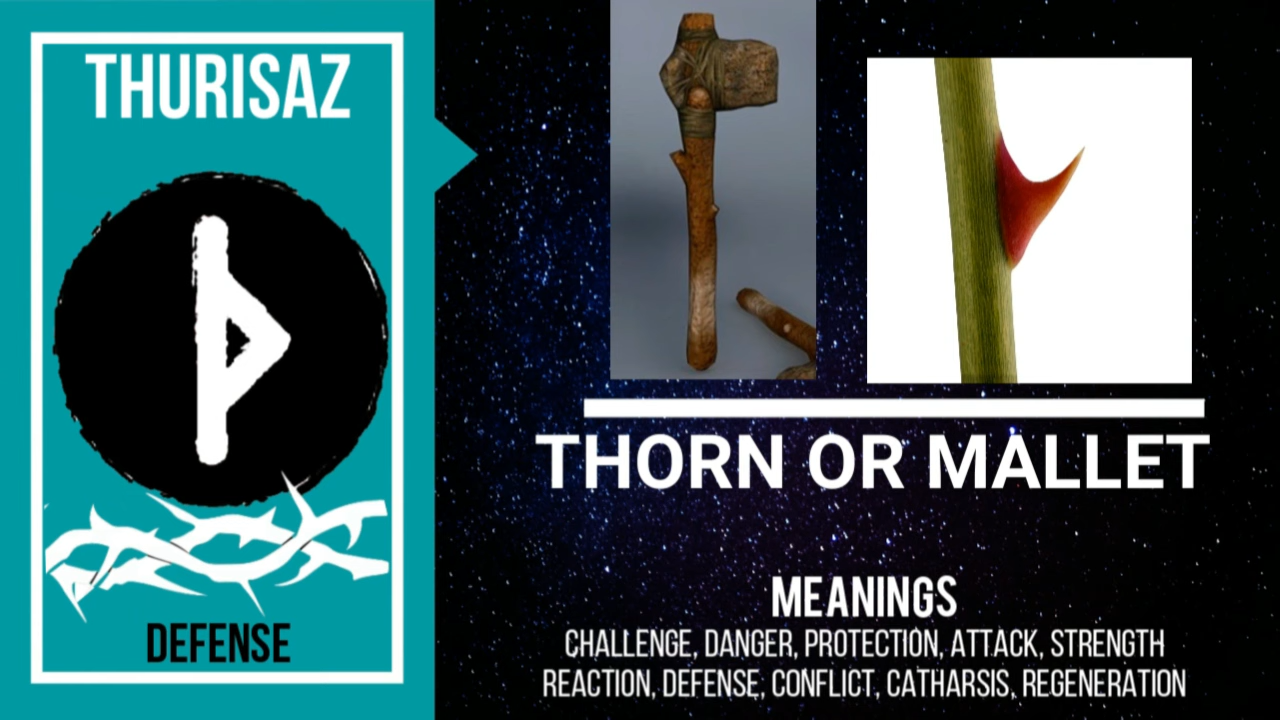 THURISAZ
DEFENSE
THORN OR MALLET
MEANINGS
CHALLENGE, DANGER, PROTECTION, ATTACK, STRENGTH
REACTION, DEFENSE, CONFLICT, CATHARSIS, REGENERATION